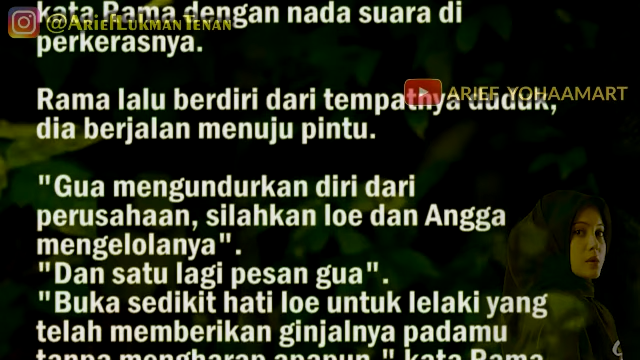 kata Rama dengan nada suara di
@AriefLukmanTenan
perkerasnya.
ARIEF YOHAAMART
Rama lalu berdiri dari tempatnya duduk,
dia berjalan menuju pintu.
"Gua mengundurkan diri dari
perusahaan, silahkan loe dan Angga
mengelolanya".
"Dan satu lagi pesan gua".
"Buka sedikit hati loe untuk lelaki yang
telah memberikan ginjalnya padamu
tanpa mengharap apapun," kata Rama